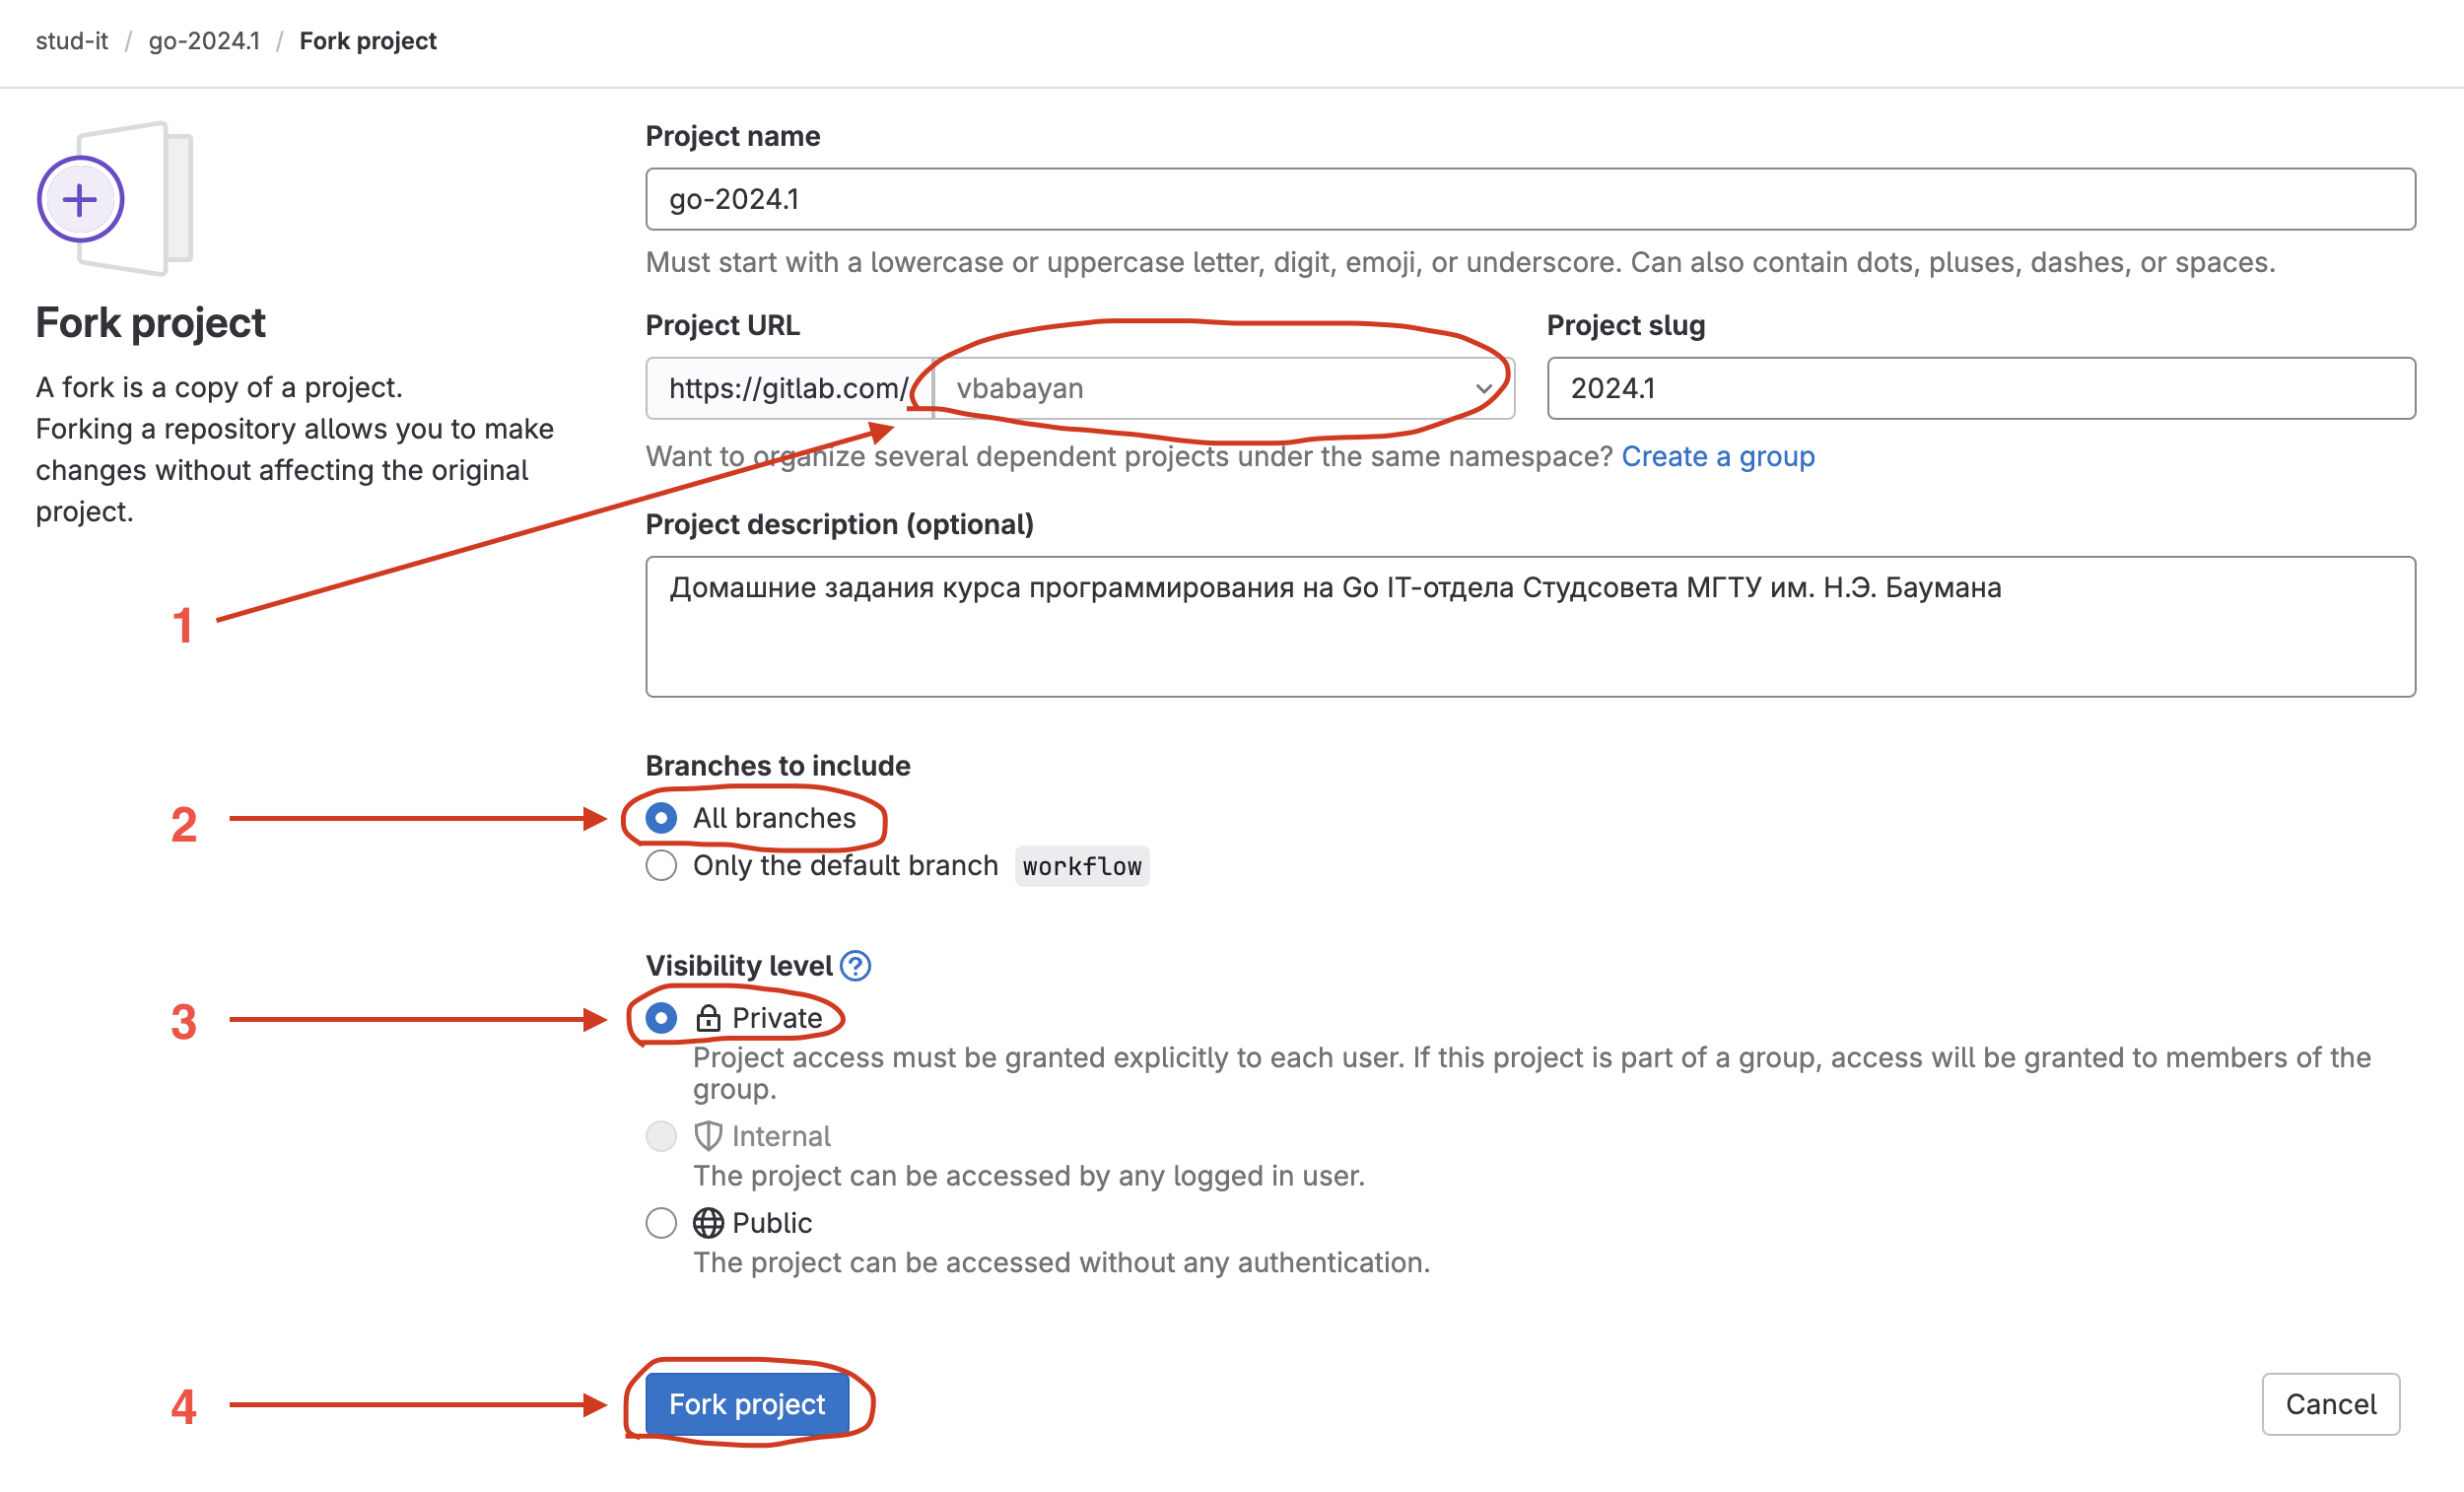 stud-it / go-2024.1 / Fork project
Fork project
A fork is a copy of a project.
Forking a repository allows you to make
changes without affecting the original
project.
Project name
go-2024.1
Must start with a lowercase or uppercase letter, digit, emoji, or underscore. Can also contain dots, pluses, dashes, or spaces.
Project URL
https://gitlab.com/ vbabayan
Project slug
2024.1
Want to organize several dependent projects under the same namespace? Create a group
1
Project description (optional)
Домашние задания курса программирования на Go IT-отдела Студсовета МГТУ им. Н.Э. Баумана
Branches to include
2
All branches
Only the default branch workflow
Visibility level ?
3
Private
Project access must be granted explicitly to each user. If this project is part of a group, access will be granted to members of the
group.
Internal
The project can be accessed by any logged in user.
Public
The project can be accessed without any authentication.
4
Fork project
Cancel